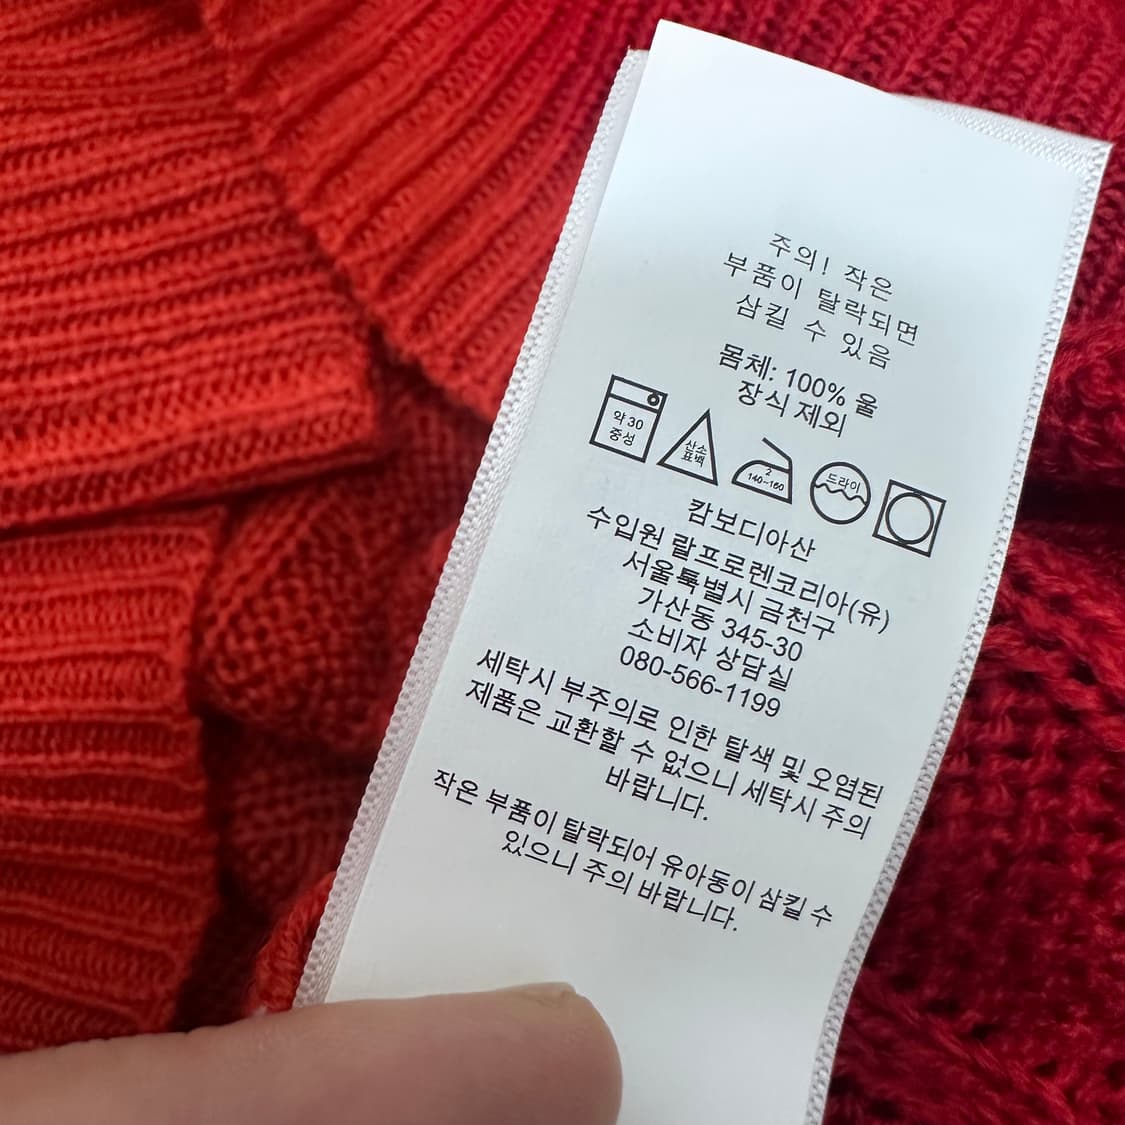 주의! 작은
부품이 탈락되면
삼킬 수 있음
몸체: 100% 울
장식 제외
약 30
중성
산소
표백
2
140~160
드라이
캄보디아산
수입원 랄프로렌코리아(유)
서울특별시 금천구
가산동 345-30
소비자 상담실
080-566-1199
세탁시 부주의로 인한 탈색 및 오염된
제품은 교환할 수 없으니 세탁시 주의
바랍니다.
작은 부품이 탈락되어 유아동이 삼킬 수
있으니 주의 바랍니다.